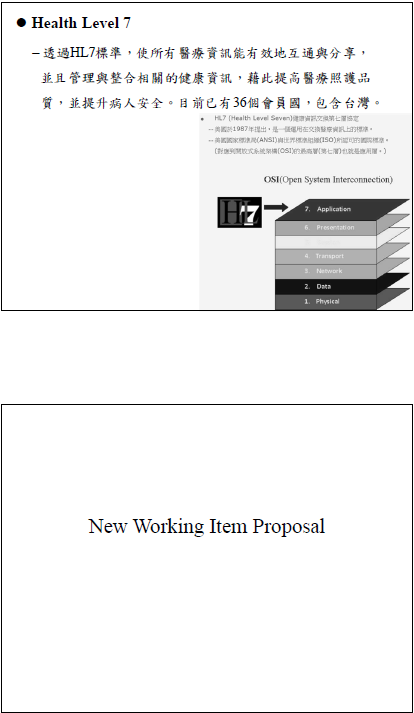 ● Health Level 7
– 透過HL7標準，使所有醫療資訊能有效地互通與分享，
並且管理與整合相關的健康資訊，藉此提高醫療照護品
質，並提升病人安全。目前已有36個會員國，包含台灣。
• HL7 (Health Level Seven)健康資訊交換第七層協定
—美國於1987年提出，是一個應用在交換醫療資訊上的標準。
—美國國家標準局(ANSI)與世界標準組織(ISO)所認可的國際標準。
(對應到開放式系統架構(OSI)的最高層(第七層)也就是應用層。)
OSI(Open System Interconnection)
HL7
7. Application
6. Presentation
4. Transport
3. Network
2. Data
1. Physical
New Working Item Proposal